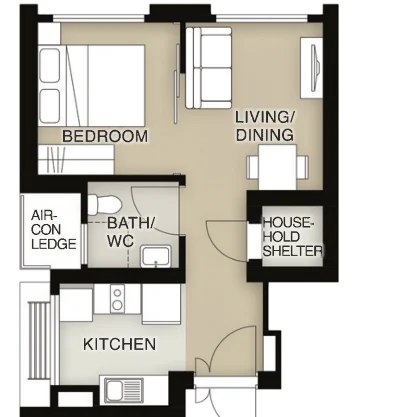 BEDROOM
LIVING/
DINING
AIR-
CON
LEDGE
BATH/
WC
HOUSE-
HOLD
SHELTER
KITCHEN